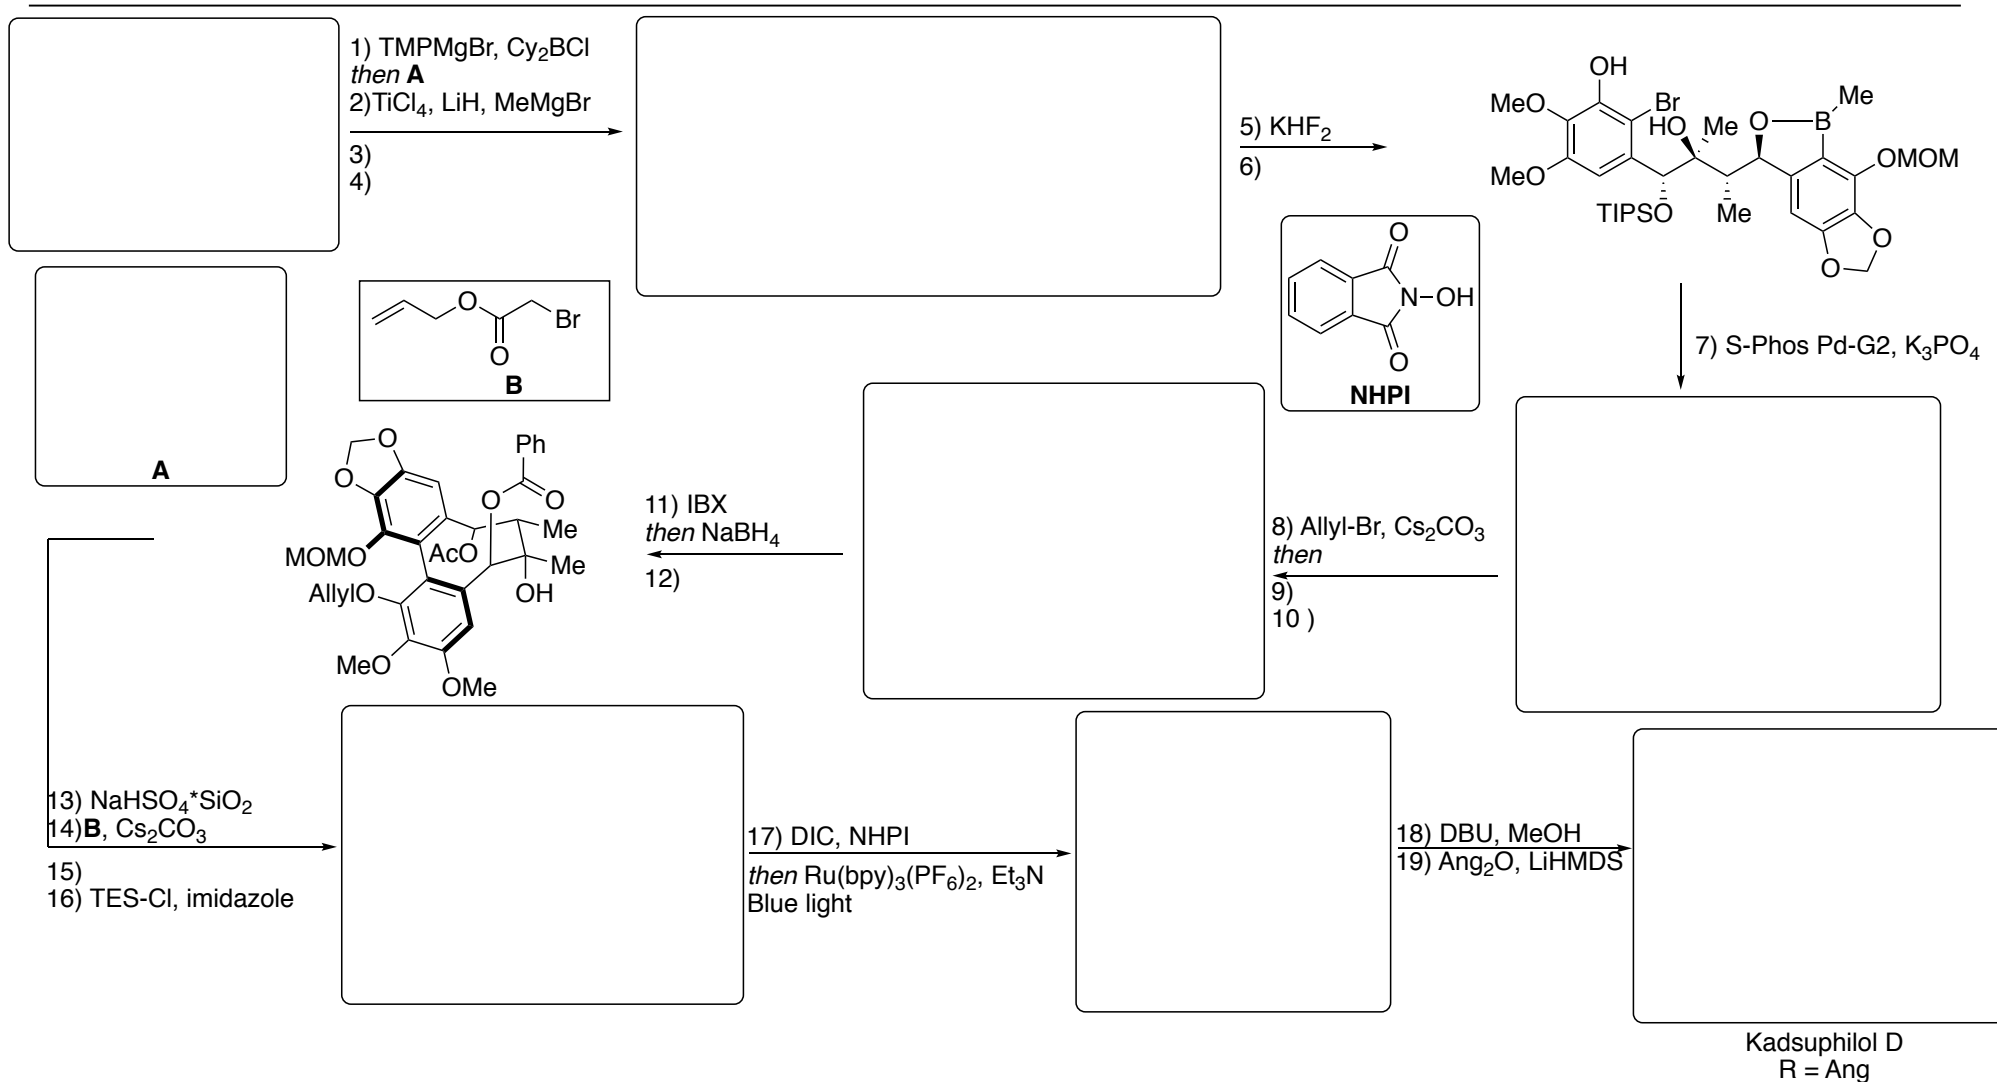 1) TMPMgBr, Cy2BCl
then A
2)TiCl4, LiH, MeMgBr
3)
4)
5) KHF2
6)
OH
MeO
Br
HO
Me
O
B
Me
MeO
OMOM
TIPSO
Me
O
O
O
N
OH
O
NHPI
7) S-Phos Pd-G2, K3PO4
O
Br
O
B
A
O
O
Ph
O
O
Me
MOMO
AcO
Me
AllylO
OH
MeO
OMe
11) IBX
then NaBH4
12)
8) Allyl-Br, Cs2CO3
then
9)
10 )
13) NaHSO4*SiO2
14)B, Cs2CO3
15)
16) TES-Cl, imidazole
17) DIC, NHPI
then Ru(bpy)3(PF6)2, Et3N
Blue light
18) DBU, MeOH
19) Ang2O, LiHMDS
Kadsuphilol D
R = Ang